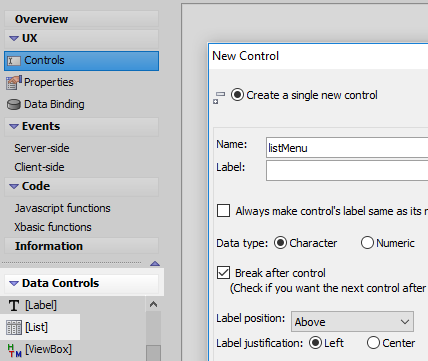 Overview
UX
Controls
Properties
Data Binding
Events
Server-side
Client-side
Code
Javascript functions
Xbasic functions
Information
Data Controls
[Label]
[List]
[ViewBox]
New Control
Create a single new control
Name: listMenu
Label:
Always make control's label same as its
Data type: Character Numeric
Break after control
(Check if you want the next control after
Label position: Above
Label justification: Left Center